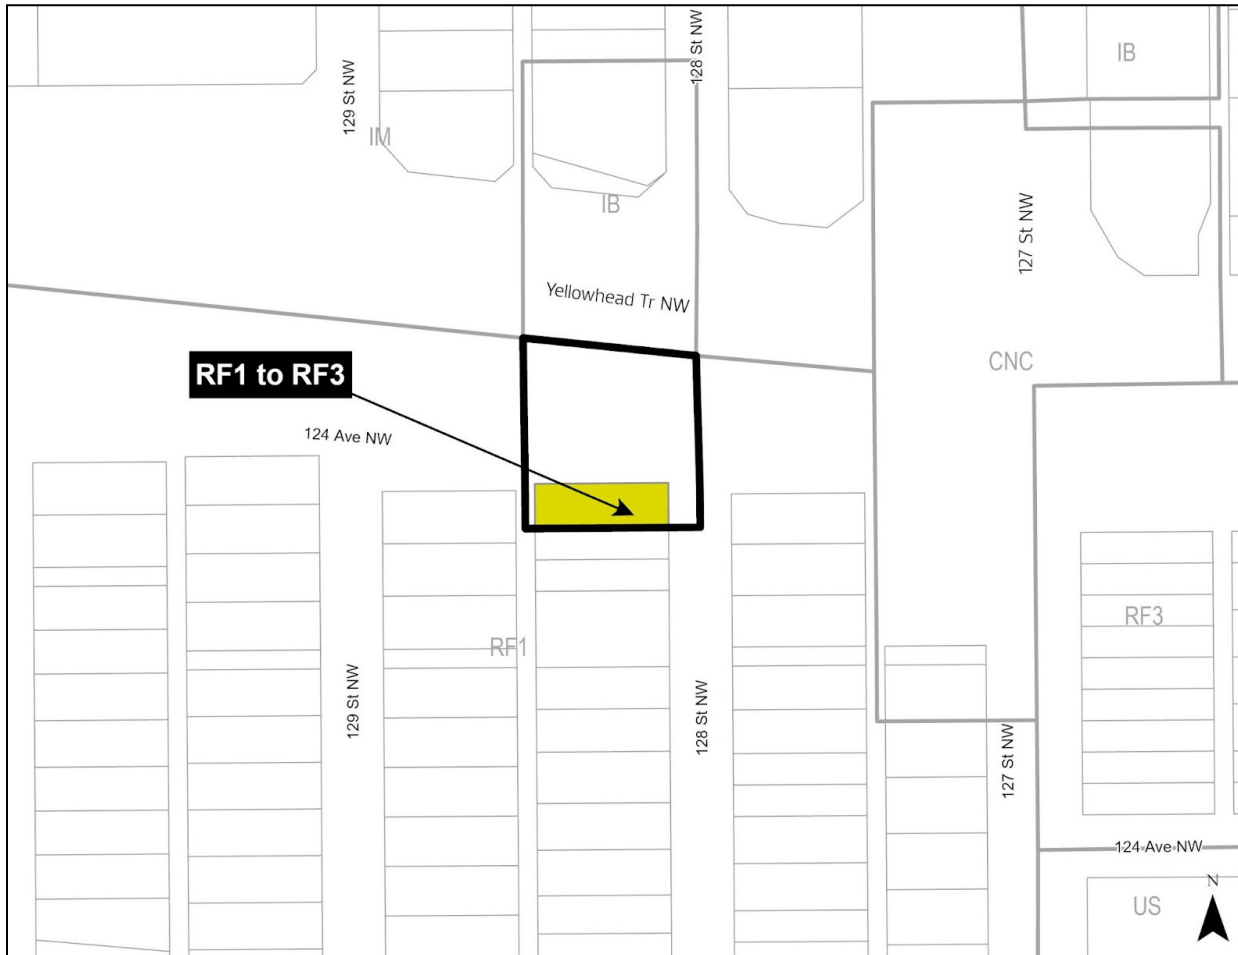 128 St NW
IB
129 St NW
IM
IB
127 St NW
Yellowhead Tr NW
RF1 to RF3
CNC
124 Ave NW
RF3
RF1
129 St NW
128 St NW
127 St NW
124 Ave NW
N
US